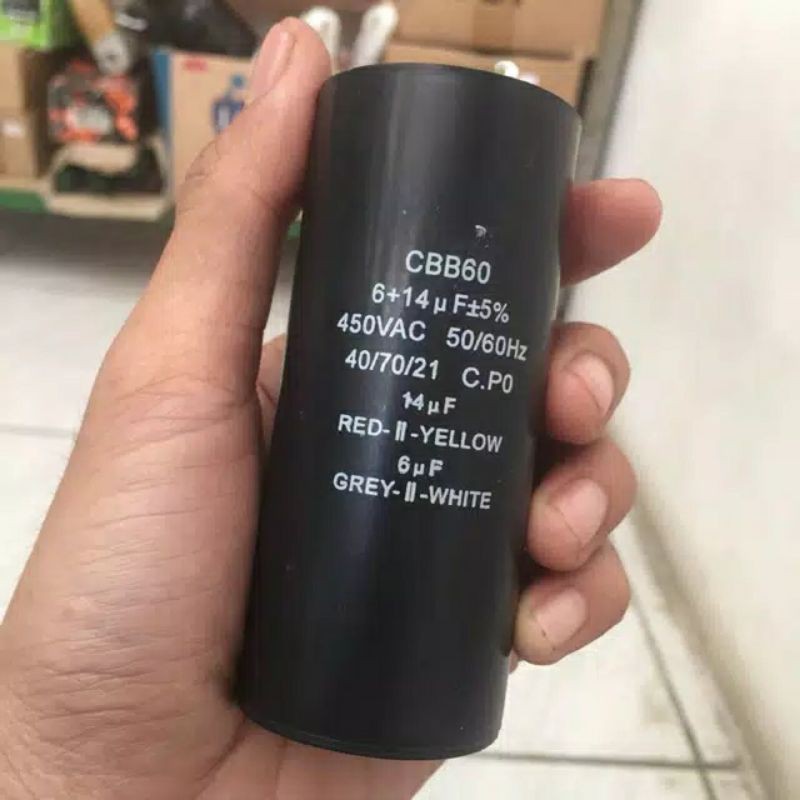 CBB60
6+14μF±5%
450VAC 50/60Hz
40/70/21 C.P0
14μF
RED-||-YELLOW
6μF
GREY-||-WHITE